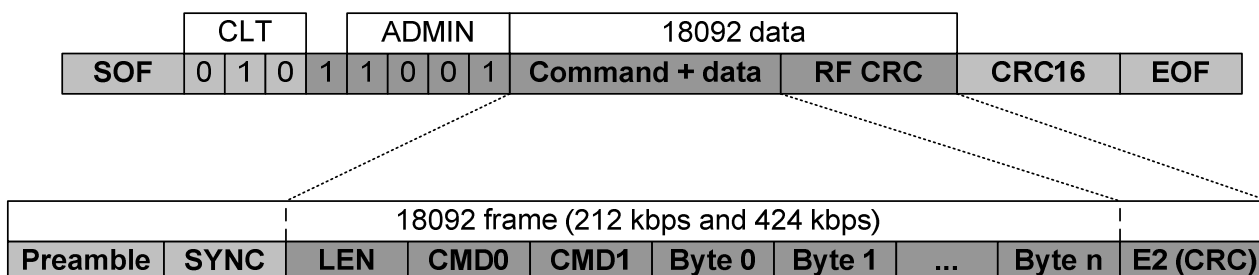 CLT ADMIN 18092 data
SOF 0 1 0 1 1 0 0 1 Command + data RF CRC CRC16 EOF
18092 frame (212 kbps and 424 kbps)
Preamble SYNC LEN CMD0 CMD1 Byte 0 Byte 1 ... Byte n E2 (CRC)